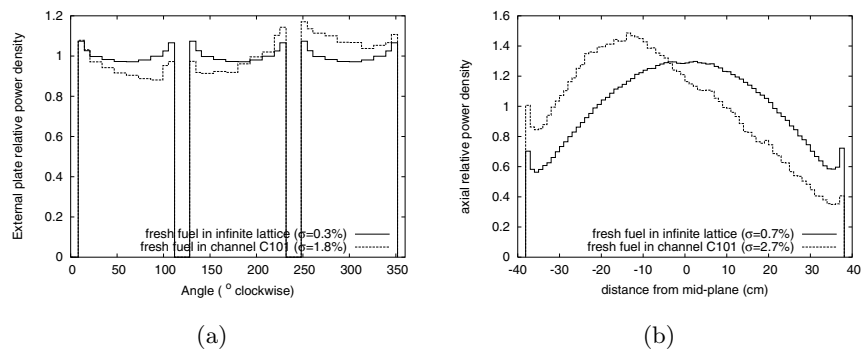 External plate relative power density
1.2
1
0.8
0.6
0.4
0.2
0
fresh fuel in infinite lattice (σ=0.3%)
fresh fuel in channel C101 (σ=1.8%)
0 50 100 150 200 250 300 350
Angle ( ° clockwise)
(a)
axial relative power density
1.6
1.4
1.2
1
0.8
0.6
0.4
0.2
0
fresh fuel in infinite lattice (σ=0.7%)
fresh fuel in channel C101 (σ=2.7%)
-40 -30 -20 -10 0 10 20 30 40
distance from mid-plane (cm)
(b)